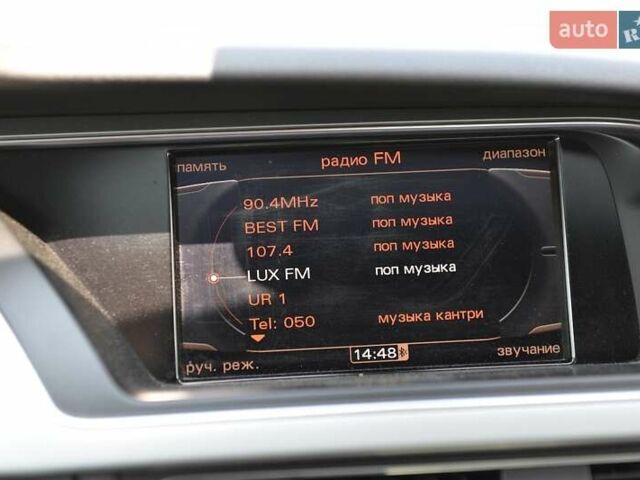 auto
память радио FM диапазон
90.4MHz поп музыка
BEST FM поп музыка
107.4 поп музыка
LUX FM поп музыка
UR 1
Tel: 050 музыка кантри
руч. реж. 14:48 звучание